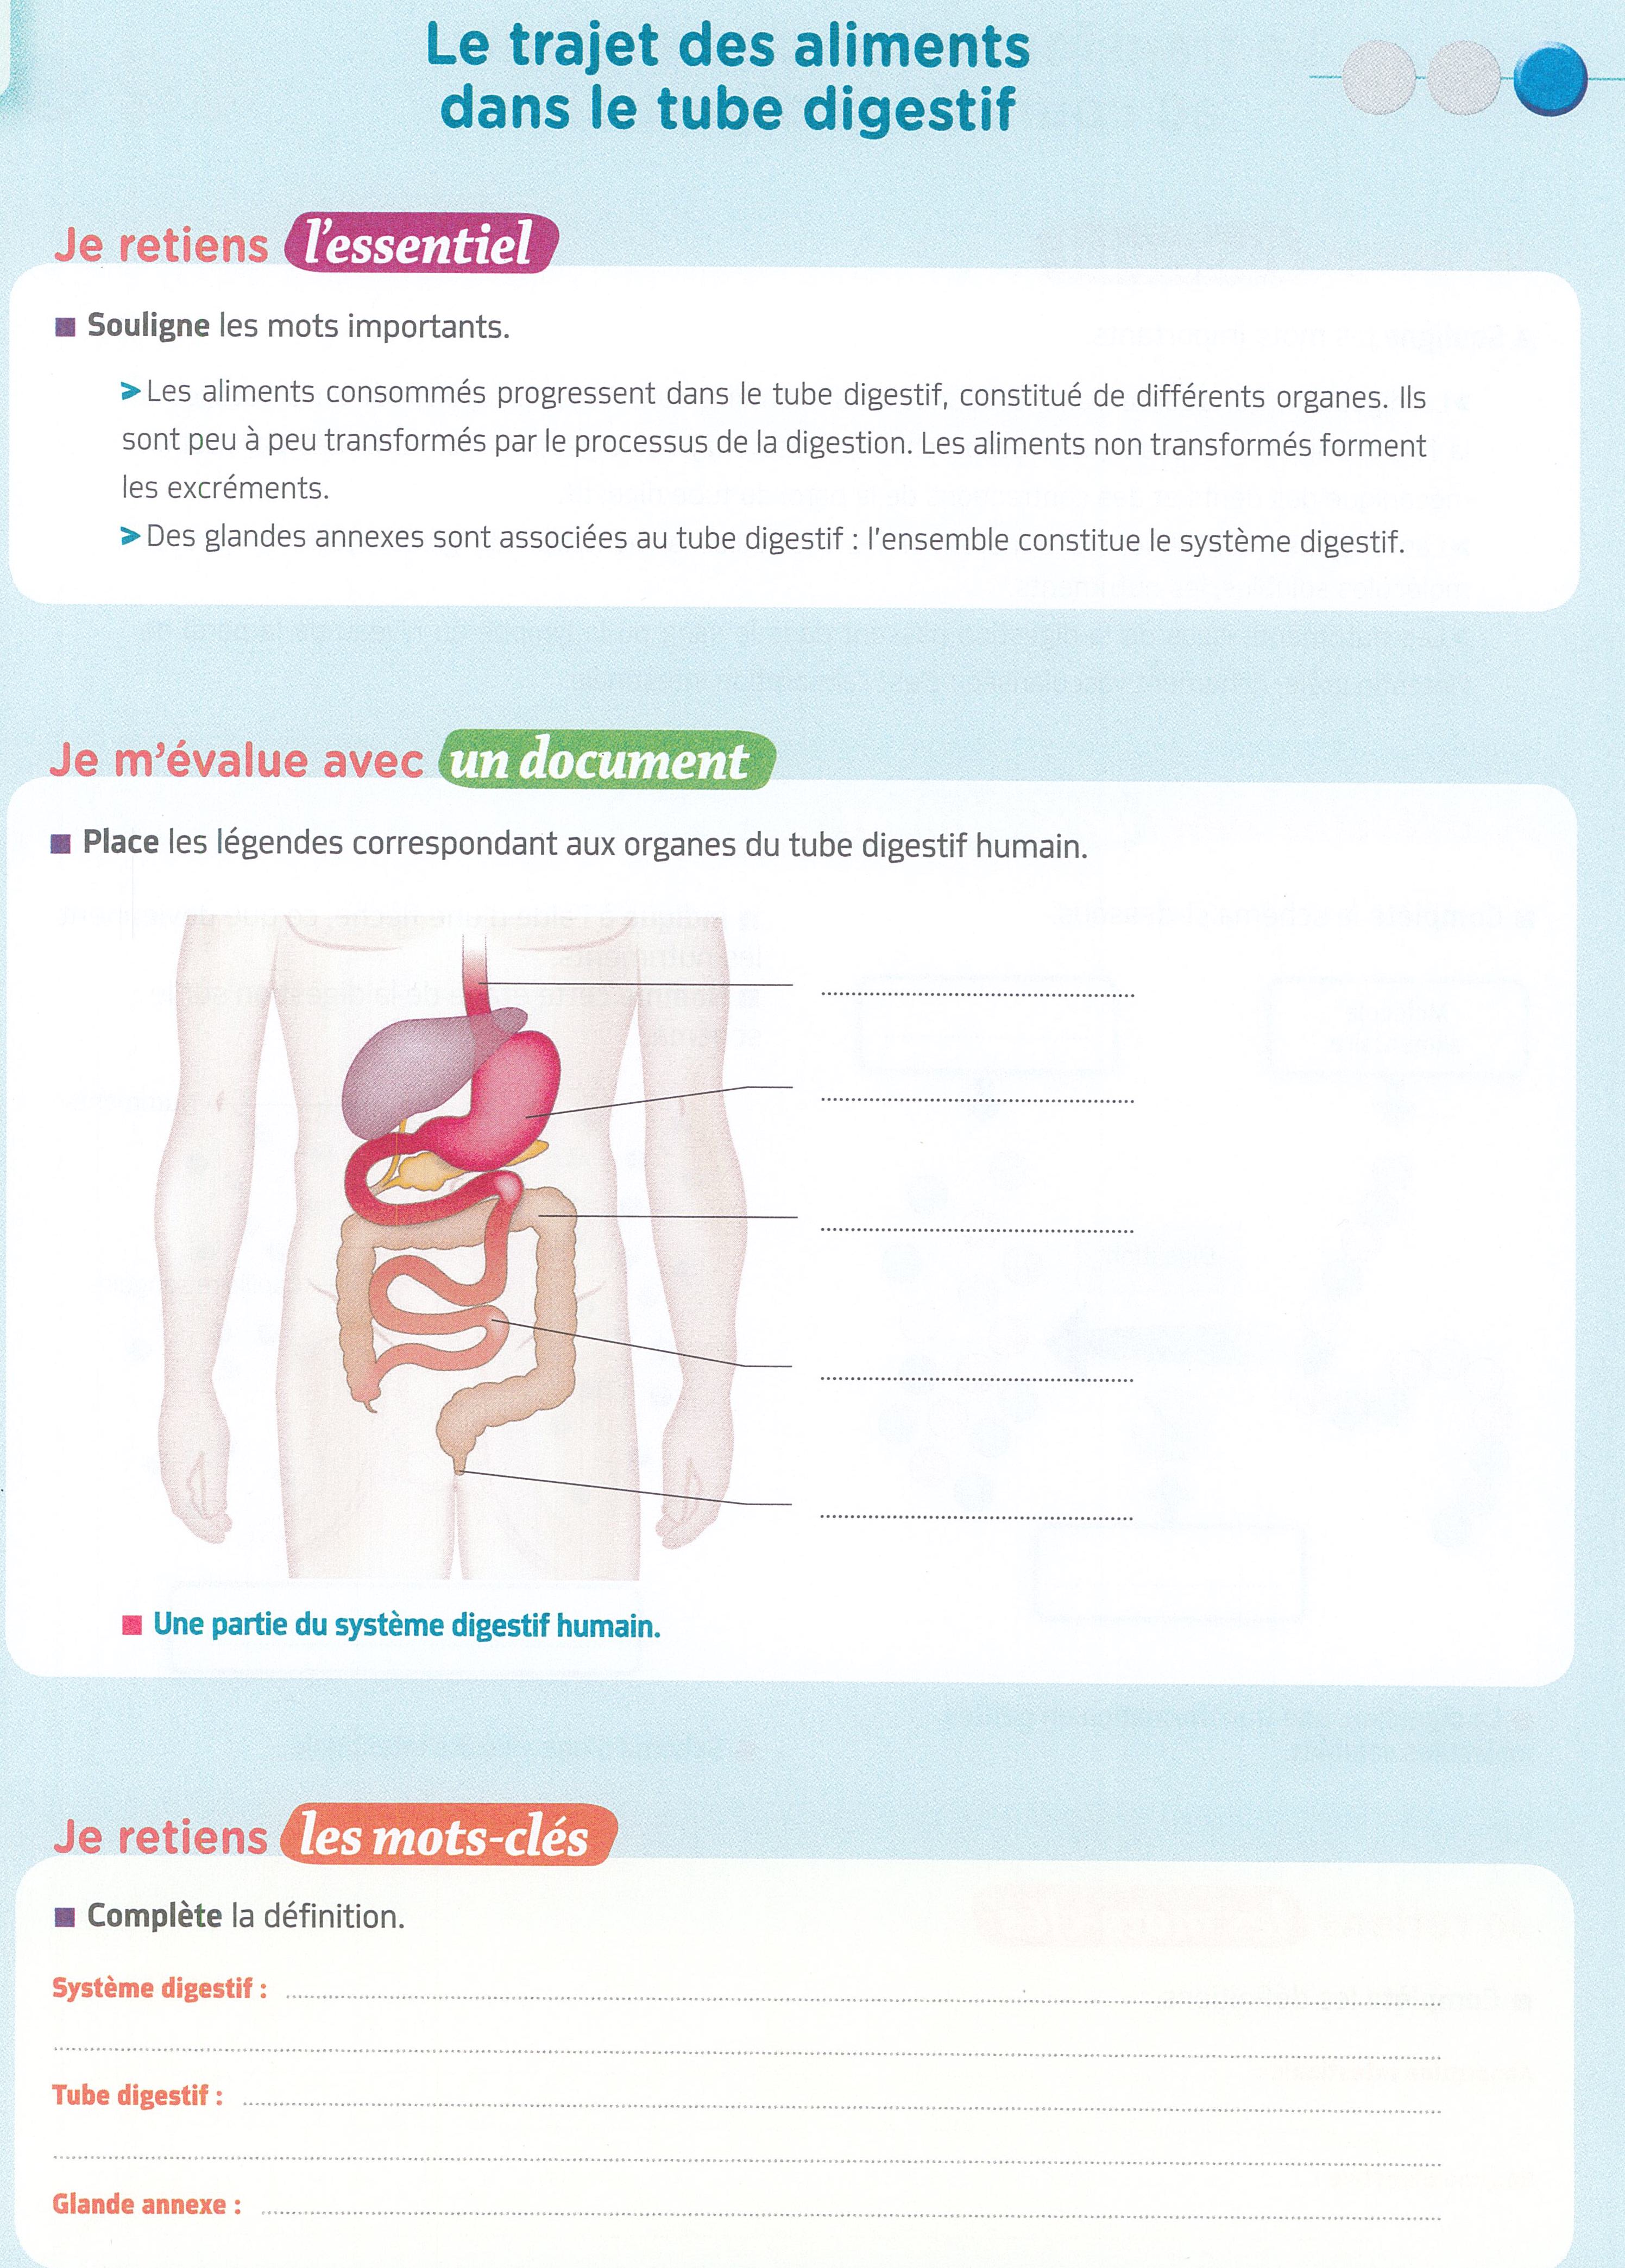 Le trajet des aliments
dans le tube digestif
Je retiens l'essentiel
Souligne les mots importants.
> Les aliments consommés progressent dans le tube digestif, constitué de différents organes. Ils
sont peu à peu transformés par le processus de la digestion. Les aliments non transformés forment
les excréments.
> Des glandes annexes sont associées au tube digestif : l'ensemble constitue le système digestif.
Je m'évalue avec un document
Place les légendes correspondant aux organes du tube digestif humain.
Une partie du système digestif humain.
Je retiens les mots-clés
Complète la définition.
Système digestif :
Tube digestif :
Glande annexe :